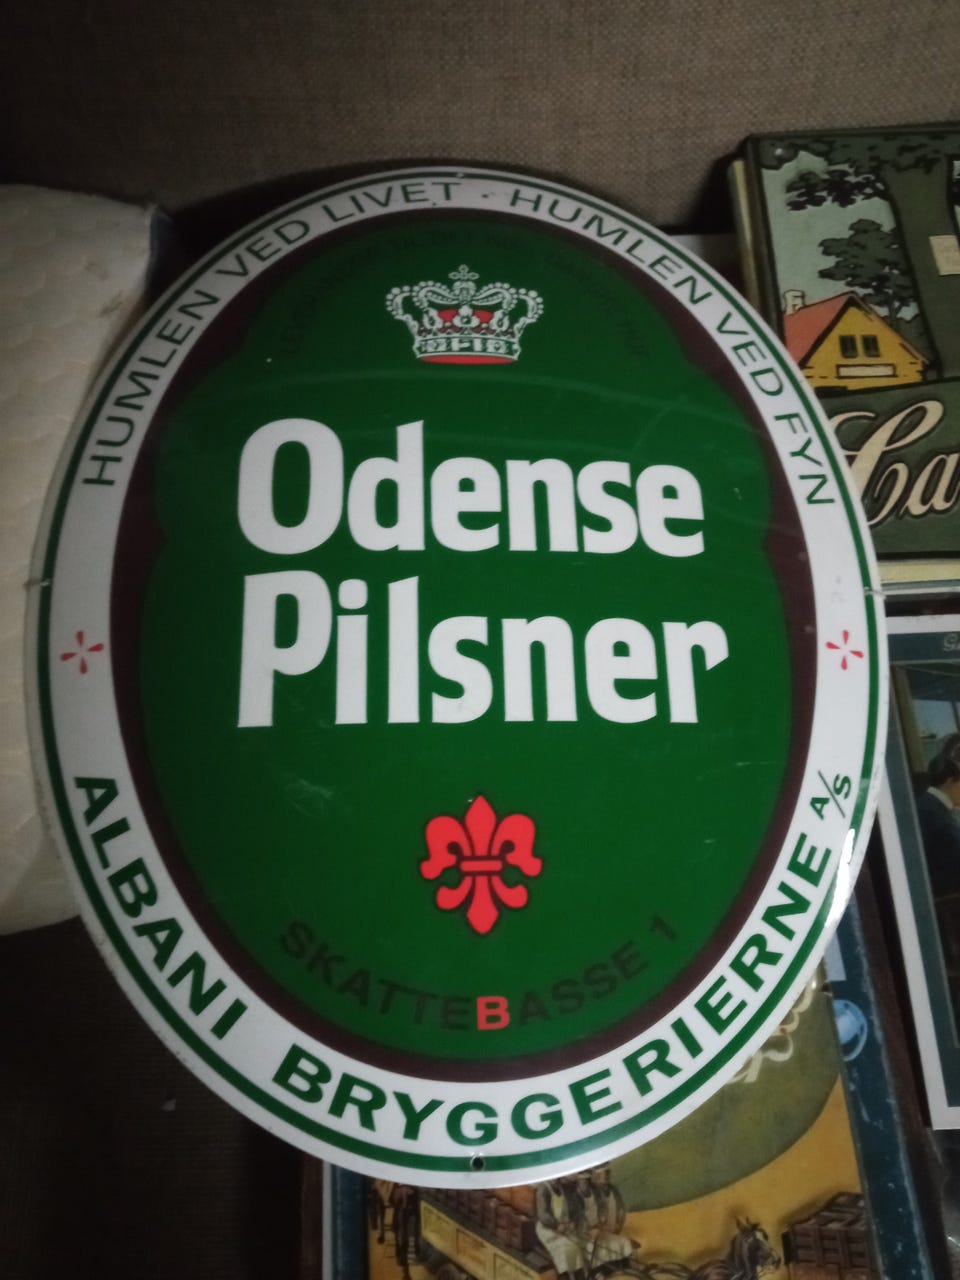 HUMLEN VED LIVET · HUMLEN VED FYN
Odense
Pilsner
SKATTEBASSE 1
ALBANI BRYGGERIERNE A/S